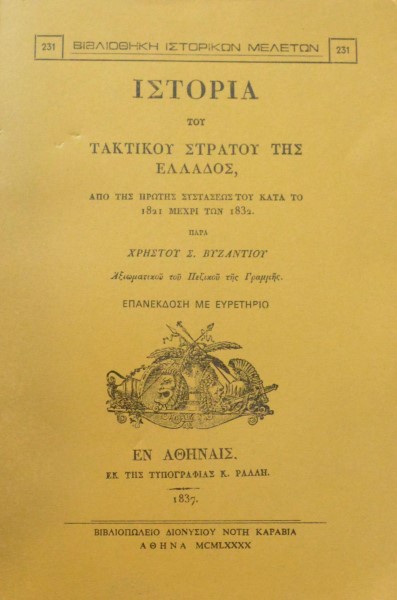 231 ΒΙΒΛΙΟΘΗΚΗ ΙΣΤΟΡΙΚΩΝ ΜΕΛΕΤΩΝ 231
ΙΣΤΟΡΙΑ
ΤΟΥ
ΤΑΚΤΙΚΟΥ ΣΤΡΑΤΟΥ ΤΗΣ
ΕΛΛΑΔΟΣ,
ΑΠΟ ΤΗΣ ΠΡΩΤΗΣ ΣΥΣΤΑΣΕΩΣ ΤΟΥ ΚΑΤΑ ΤΟ
1821 ΜΕΧΡΙ ΤΩΝ 1832.
ΠΑΡΑ
ΧΡΗΣΤΟΥ Σ. ΒΥΖΑΝΤΙΟΥ
Ἀξιωματικοῦ τοῦ Πεζικοῦ τῆς Γραμμῆς.
ΕΠΑΝΕΚΔΟΣΗ ΜΕ ΕΥΡΕΤΗΡΙΟ
ΕΝ ΑΘΗΝΑΙΣ.
ΕΚ ΤΗΣ ΤΥΠΟΓΡΑΦΙΑΣ Κ. ΡΑΛΛΗ.
1837.
ΒΙΒΛΙΟΠΩΛΕΙΟ ΔΙΟΝΥΣΙΟΥ ΝΟΤΗ ΚΑΡΑΒΙΑ
ΑΘΗΝΑ MCMLXXXX